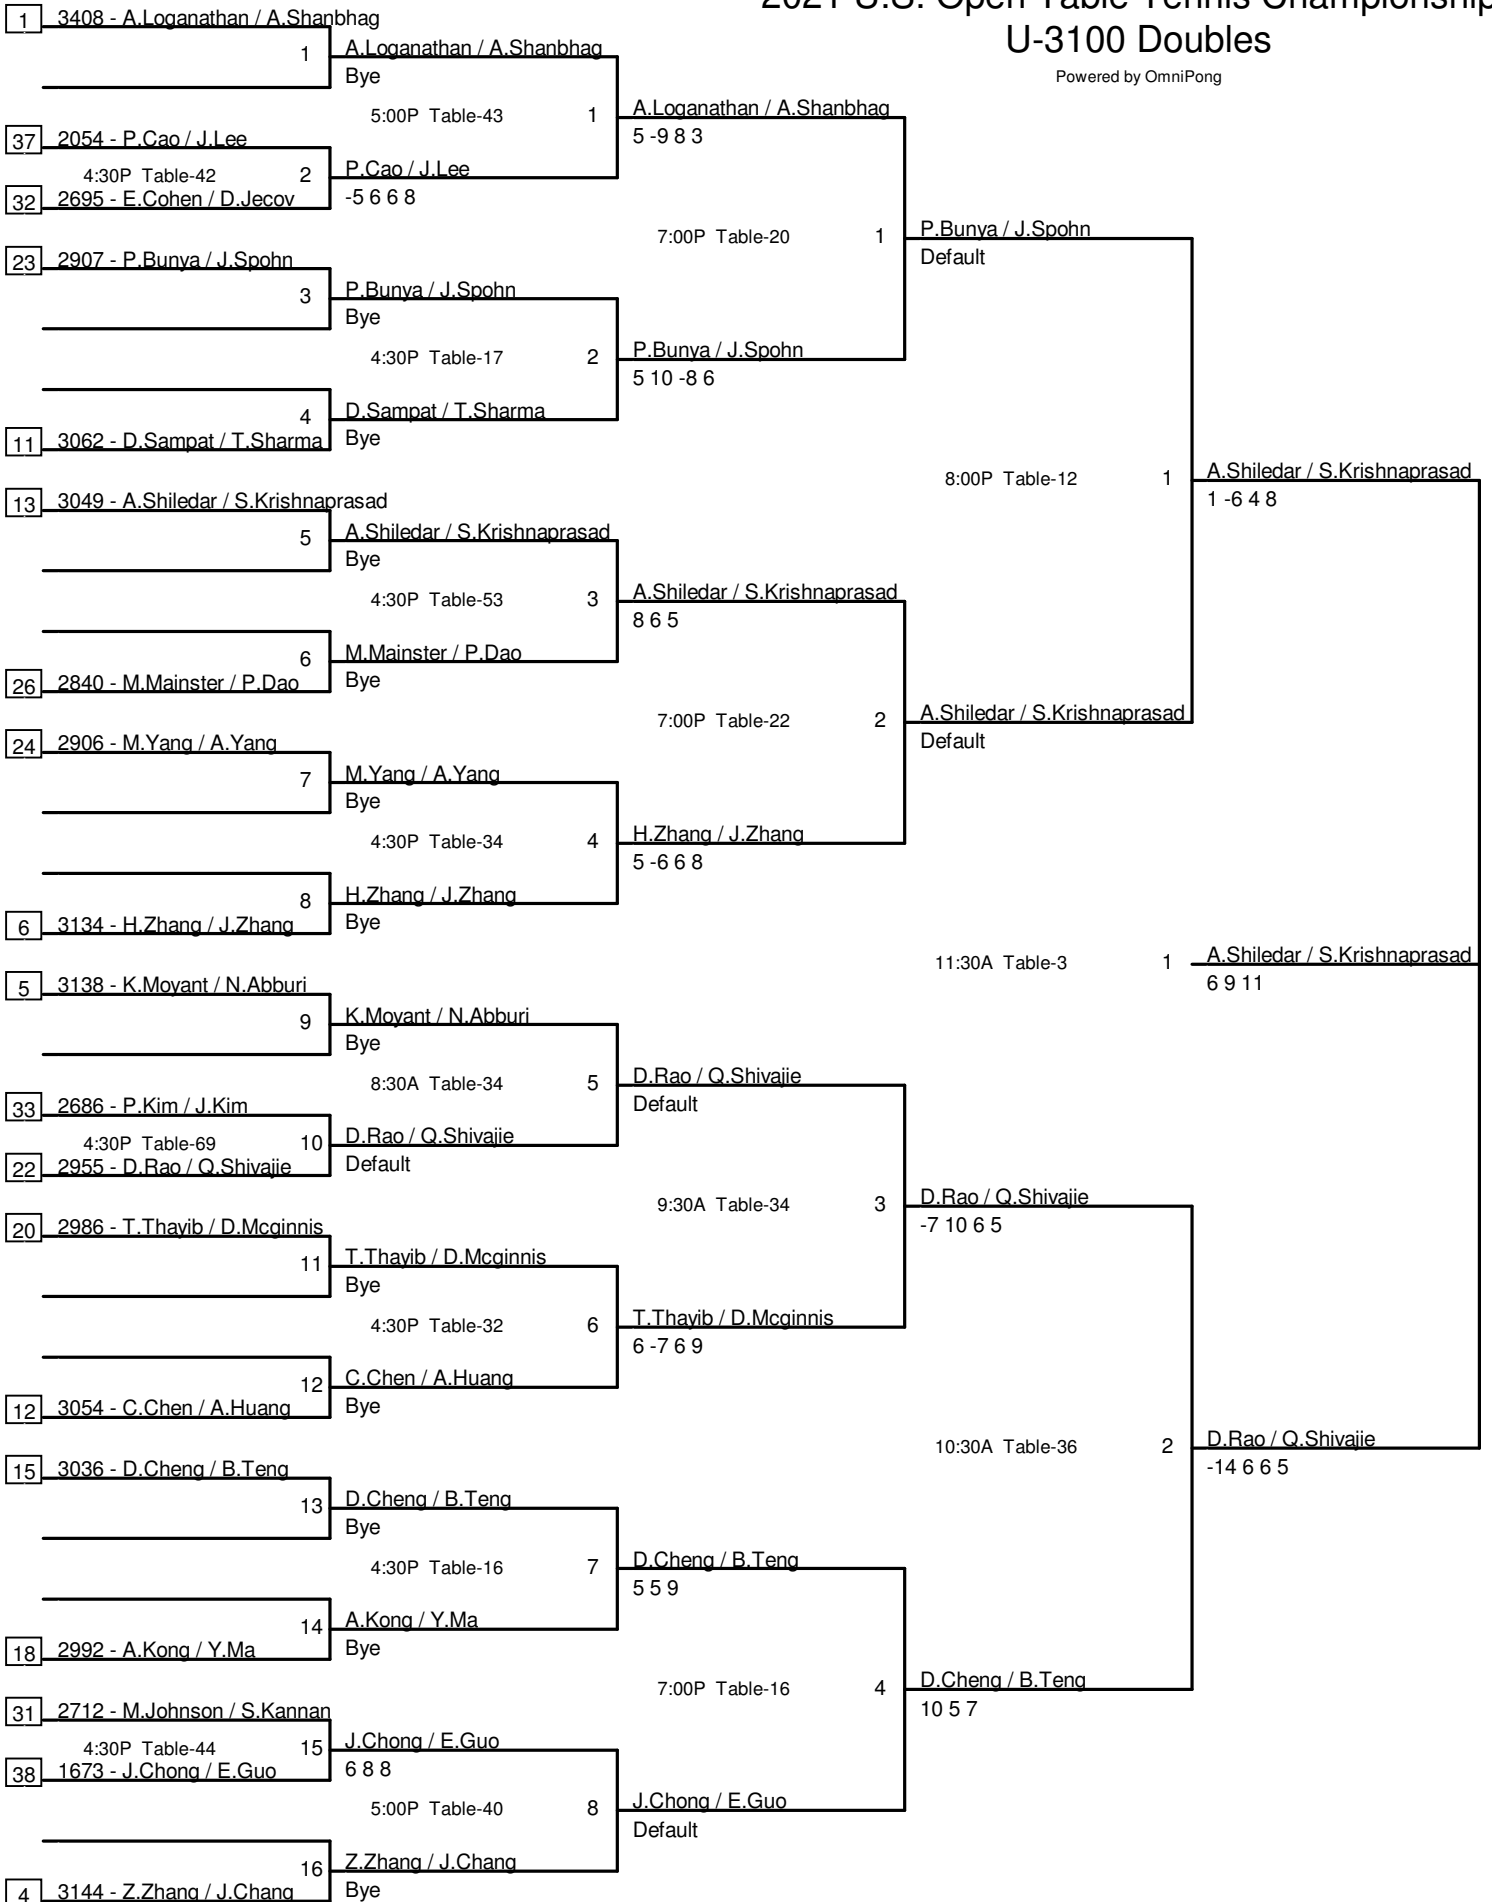 2021 U.S. Open Table Tennis Championship
U-3100 Doubles
Powered by OmniPong
1 3408 - A.Loganathan / A.Shanbhag
1 A.Loganathan / A.Shanbhag
Bye
5:00P Table-43 1 A.Loganathan / A.Shanbhag
5 -9 8 3
37 2054 - P.Cao / J.Lee
4:30P Table-42 2 P.Cao / J.Lee
32 2695 - E.Cohen / D.Jecov -5 6 6 8
7:00P Table-20 1 P.Bunya / J.Spohn
Default
23 2907 - P.Bunya / J.Spohn
3 P.Bunya / J.Spohn
Bye
4:30P Table-17 2 P.Bunya / J.Spohn
5 10 -8 6
4 D.Sampat / T.Sharma
11 3062 - D.Sampat / T.Sharma Bye
8:00P Table-12 1 A.Shiledar / S.Krishnaprasad
1 -6 4 8
13 3049 - A.Shiledar / S.Krishnaprasad
5 A.Shiledar / S.Krishnaprasad
Bye
4:30P Table-53 3 A.Shiledar / S.Krishnaprasad
8 6 5
6 M.Mainster / P.Dao
26 2840 - M.Mainster / P.Dao Bye
7:00P Table-22 2 A.Shiledar / S.Krishnaprasad
Default
24 2906 - M.Yang / A.Yang
7 M.Yang / A.Yang
Bye
4:30P Table-34 4 H.Zhang / J.Zhang
5 -6 6 8
8 H.Zhang / J.Zhang
6 3134 - H.Zhang / J.Zhang Bye
11:30A Table-3 1 A.Shiledar / S.Krishnaprasad
6 9 11
5 3138 - K.Moyant / N.Abburi
9 K.Moyant / N.Abburi
Bye
8:30A Table-34 5 D.Rao / Q.Shivajie
Default
33 2686 - P.Kim / J.Kim
4:30P Table-69 10 D.Rao / Q.Shivajie
22 2955 - D.Rao / Q.Shivajie Default
9:30A Table-34 3 D.Rao / Q.Shivajie
-7 10 6 5
20 2986 - T.Thayib / D.Mcginnis
11 T.Thayib / D.Mcginnis
Bye
4:30P Table-32 6 T.Thayib / D.Mcginnis
6 -7 6 9
12 C.Chen / A.Huang
12 3054 - C.Chen / A.Huang Bye
10:30A Table-36 2 D.Rao / Q.Shivajie
-14 6 6 5
15 3036 - D.Cheng / B.Teng
13 D.Cheng / B.Teng
Bye
4:30P Table-16 7 D.Cheng / B.Teng
5 5 9
14 A.Kong / Y.Ma
18 2992 - A.Kong / Y.Ma Bye
7:00P Table-16 4 D.Cheng / B.Teng
10 5 7
31 2712 - M.Johnson / S.Kannan
4:30P Table-44 15 J.Chong / E.Guo
38 1673 - J.Chong / E.Guo 6 8 8
5:00P Table-40 8 J.Chong / E.Guo
Default
16 Z.Zhang / J.Chang
4 3144 - Z.Zhang / J.Chang Bye